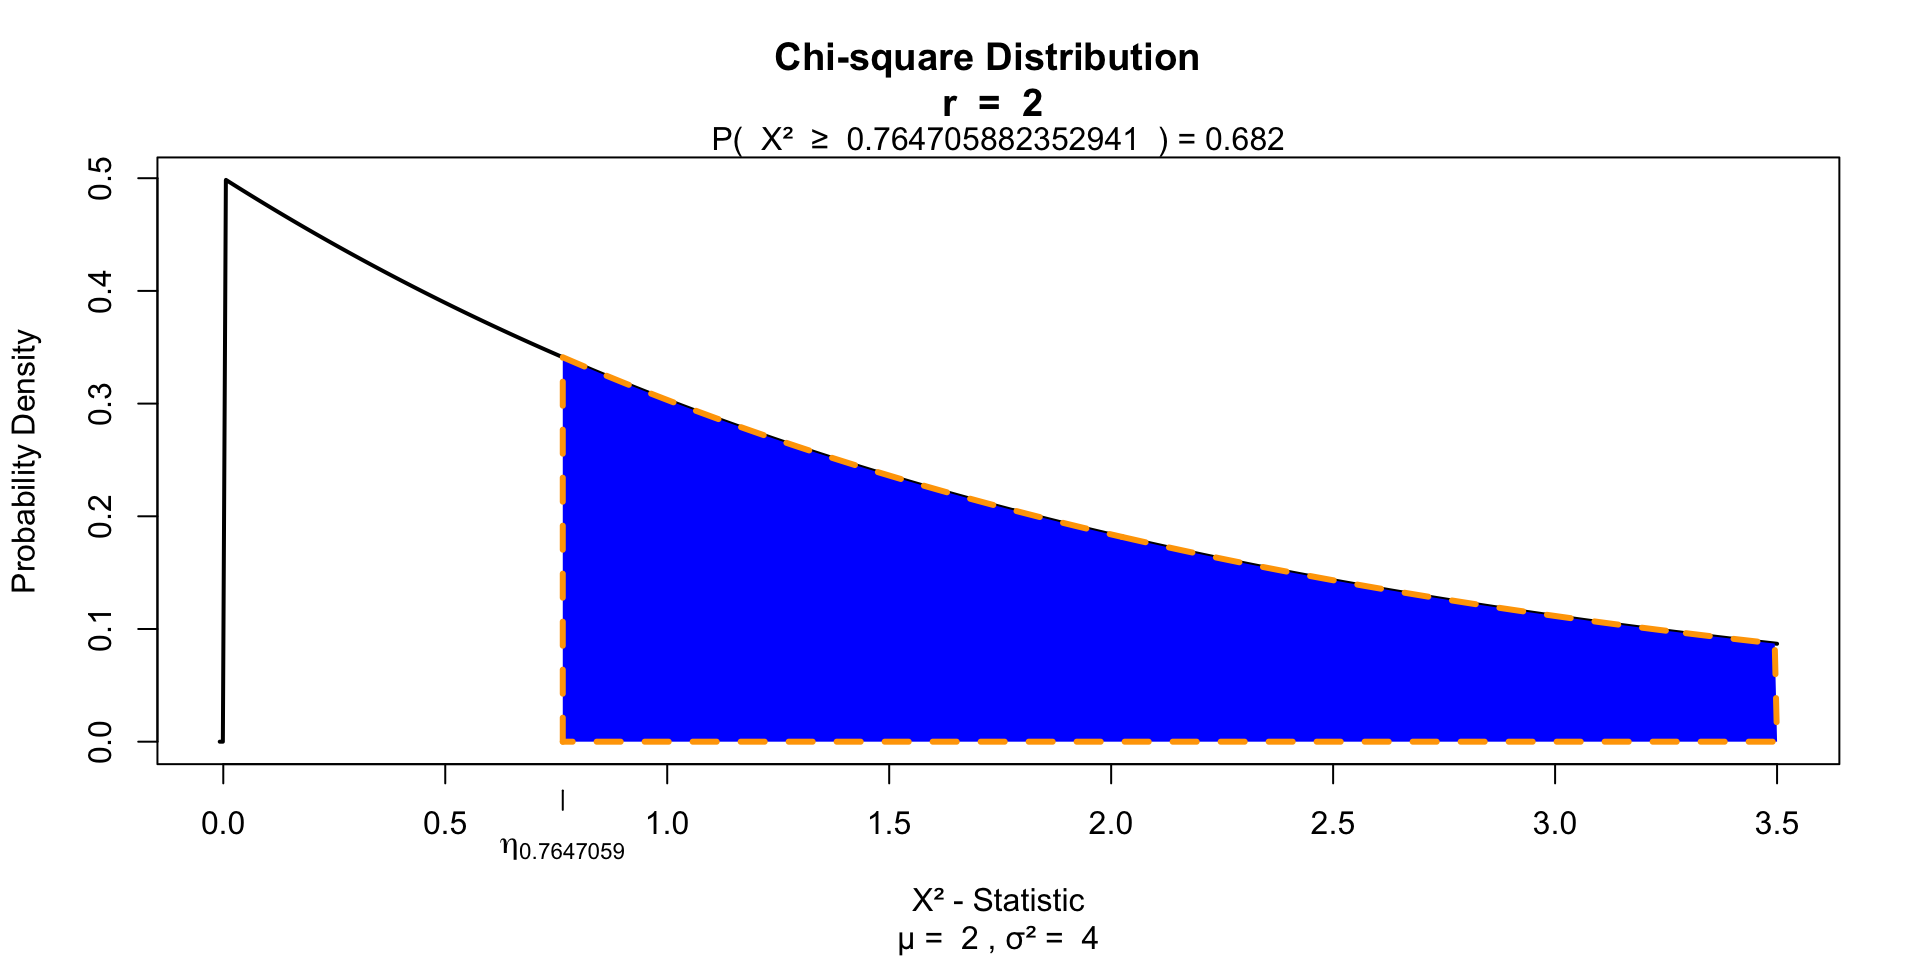 Chi-square Distribution
r = 2
P( X² ≥ 0.764705882352941 ) = 0.682
Probability Density
0.5
0.4
0.3
0.2
0.1
0.0
0.0 0.5 1.0 1.5 2.0 2.5 3.0 3.5
η0.7647059
X² - Statistic
μ = 2 , σ² = 4